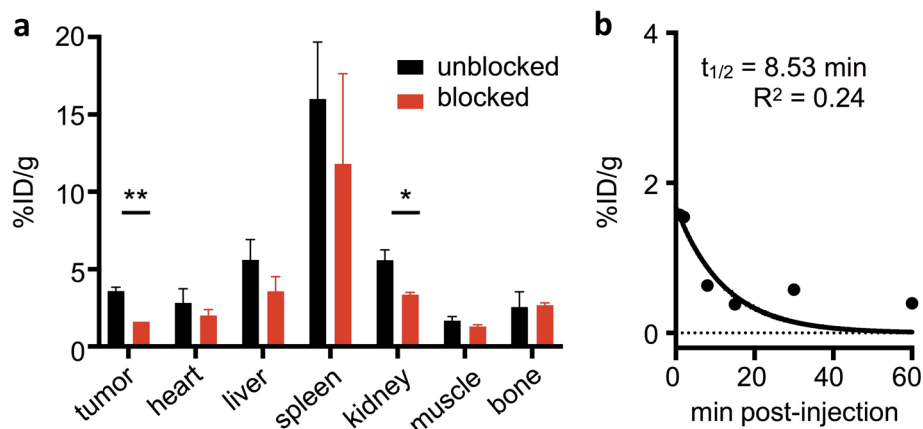 a
20
15
10
5
0
%ID/g
unblocked
blocked
**
*
tumor
heart
liver
spleen
kidney
muscle
bone
b
4
2
0
%ID/g
t1/2 = 8.53 min
R² = 0.24
0 20 40 60
min post-injection